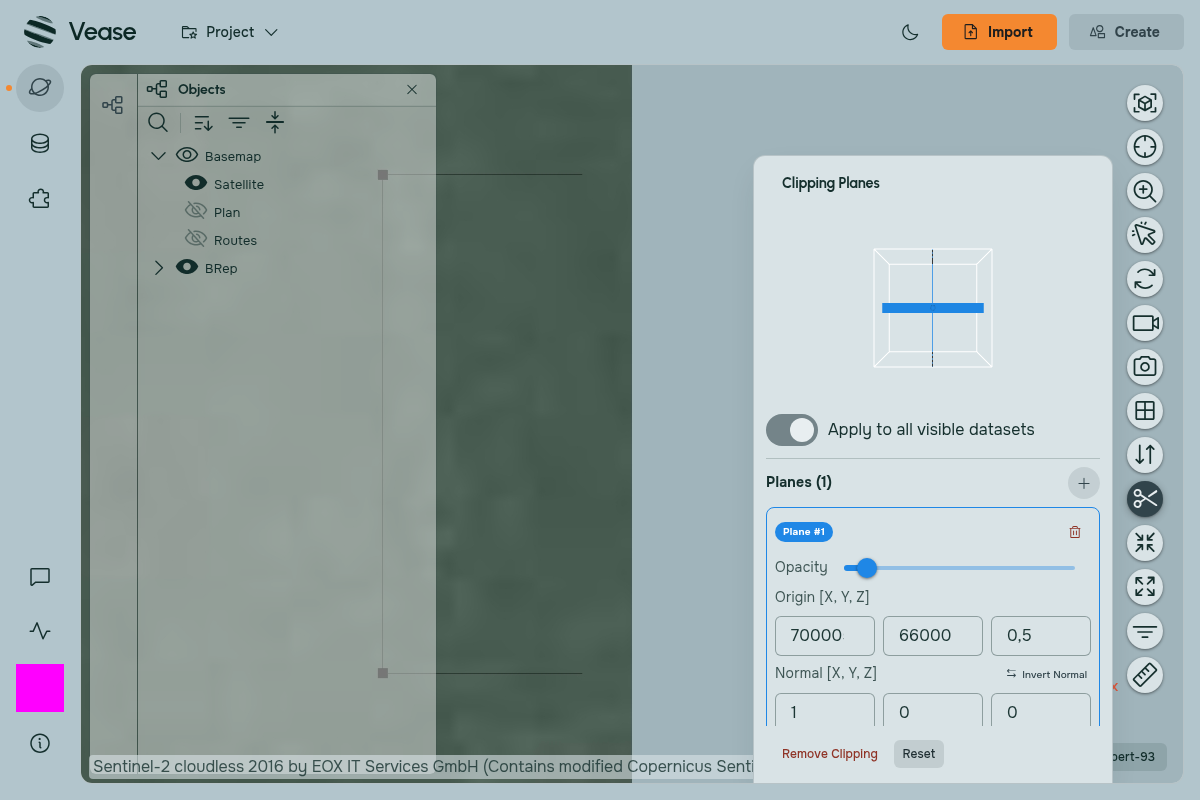 Vease
Project
Import
Create
Objects
Basemap
Satellite
Plan
Routes
BRep
Clipping Planes
Apply to all visible datasets
Planes (1)
Plane #1
Opacity
Origin [X, Y, Z]
70000
66000
0,5
Normal [X, Y, Z]
Invert Normal
1
0
0
Remove Clipping
Reset
Sentinel-2 cloudless 2016 by EOX IT Services GmbH (Contains modified Copernicus Senti
bert-93